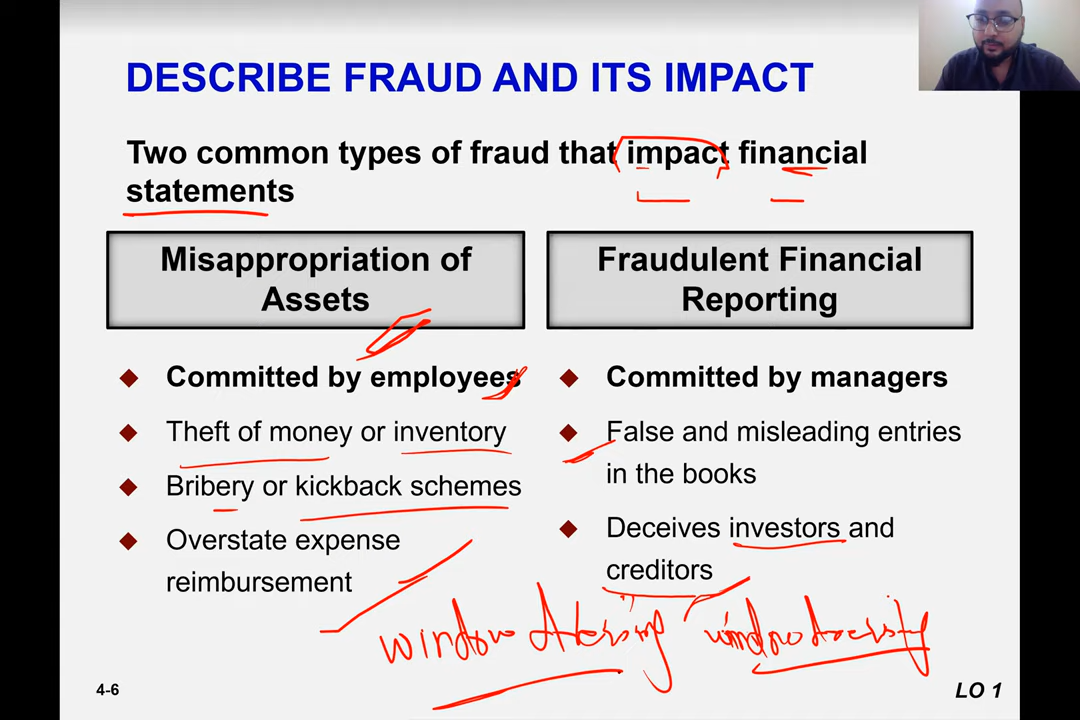 DESCRIBE FRAUD AND ITS IMPACT
Two common types of fraud that impact financial
statements
Misappropriation of
Assets
Committed by employees
Theft of money or inventory
Bribery or kickback schemes
Overstate expense
reimbursement
Fraudulent Financial
Reporting
Committed by managers
False and misleading entries
in the books
Deceives investors and
creditors
window
4-6
LO 1